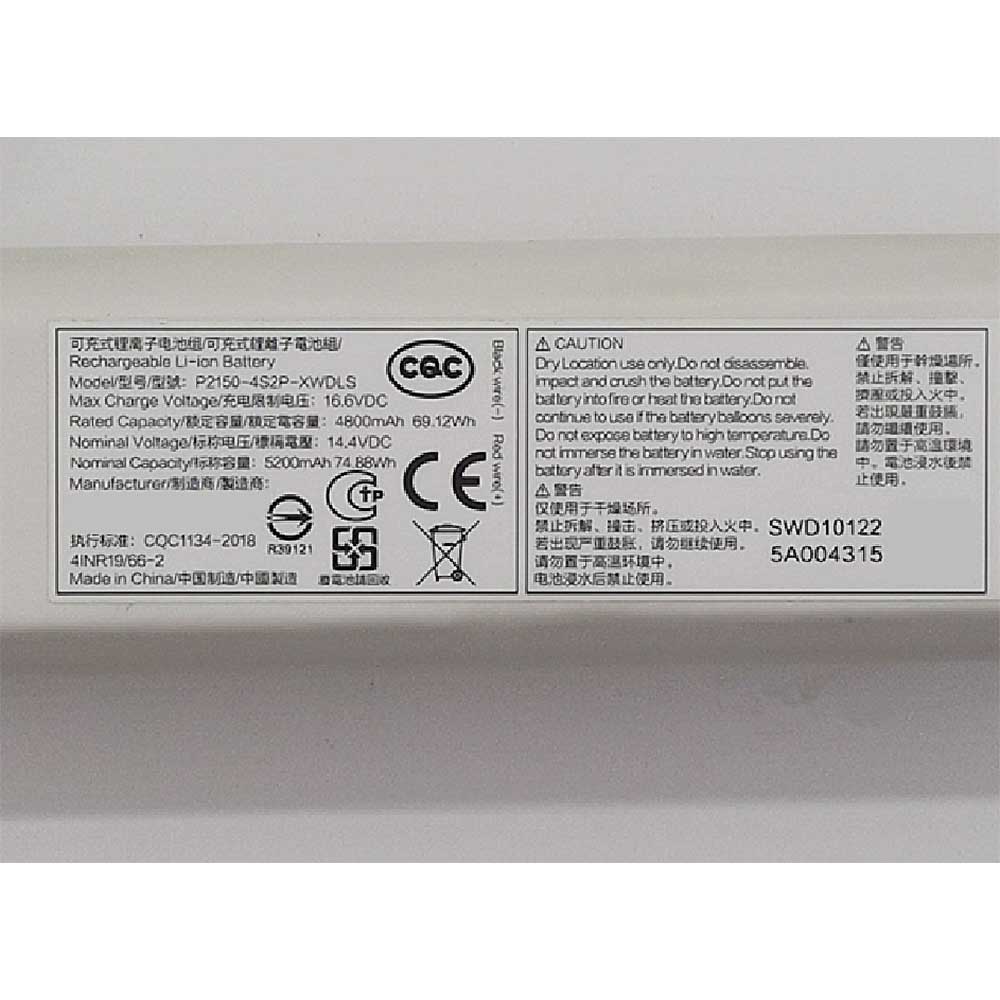 可充式锂离子电池组/可充式鋰離子電池組/
Rechargeable Li-ion Battery
Model/型号/型號: P2150-4S2P-XWDLS
Max Charge Voltage/充电限制电压: 16.6VDC
Rated Capacity/额定容量/額定電容量: 4800mAh 69.12Wh
Nominal Voltage/标称电压/標稱電壓: 14.4VDC
Nominal Capacity/标称容量: 5200mAh 74.88Wh
Manufacturer/制造商/製造商:
执行标准: CQC1134-2018
4INR19/66-2
Made in China/中国制造/中國製造
CQC
CE
TP
R39121
廢電池請回收
Black wire(-) Red wire(+)
⚠ CAUTION
Dry Location use only.Do not disassemble,
impact and crush the battery.Do not put the
battery into fire or heat the battery.Do not
continue to use if the battery balloons severely.
Do not expose battery to high temperature.Do
not immerse the battery in water.Stop using the
battery after it is immersed in water.
⚠ 警告
仅使用于干燥场所。
禁止拆解、撞击、挤压或投入火中。
若出现严重鼓胀，请勿继续使用。
请勿置于高温环境中。
电池浸水后禁止使用。
⚠ 警告
僅使用于幹燥場所。
禁止拆解、撞擊、
擠壓或投入火中。
若出現嚴重鼓脹，
請勿繼續使用。
請勿置于高溫環境
中。電池浸水後禁
止使用。
SWD10122
5A004315